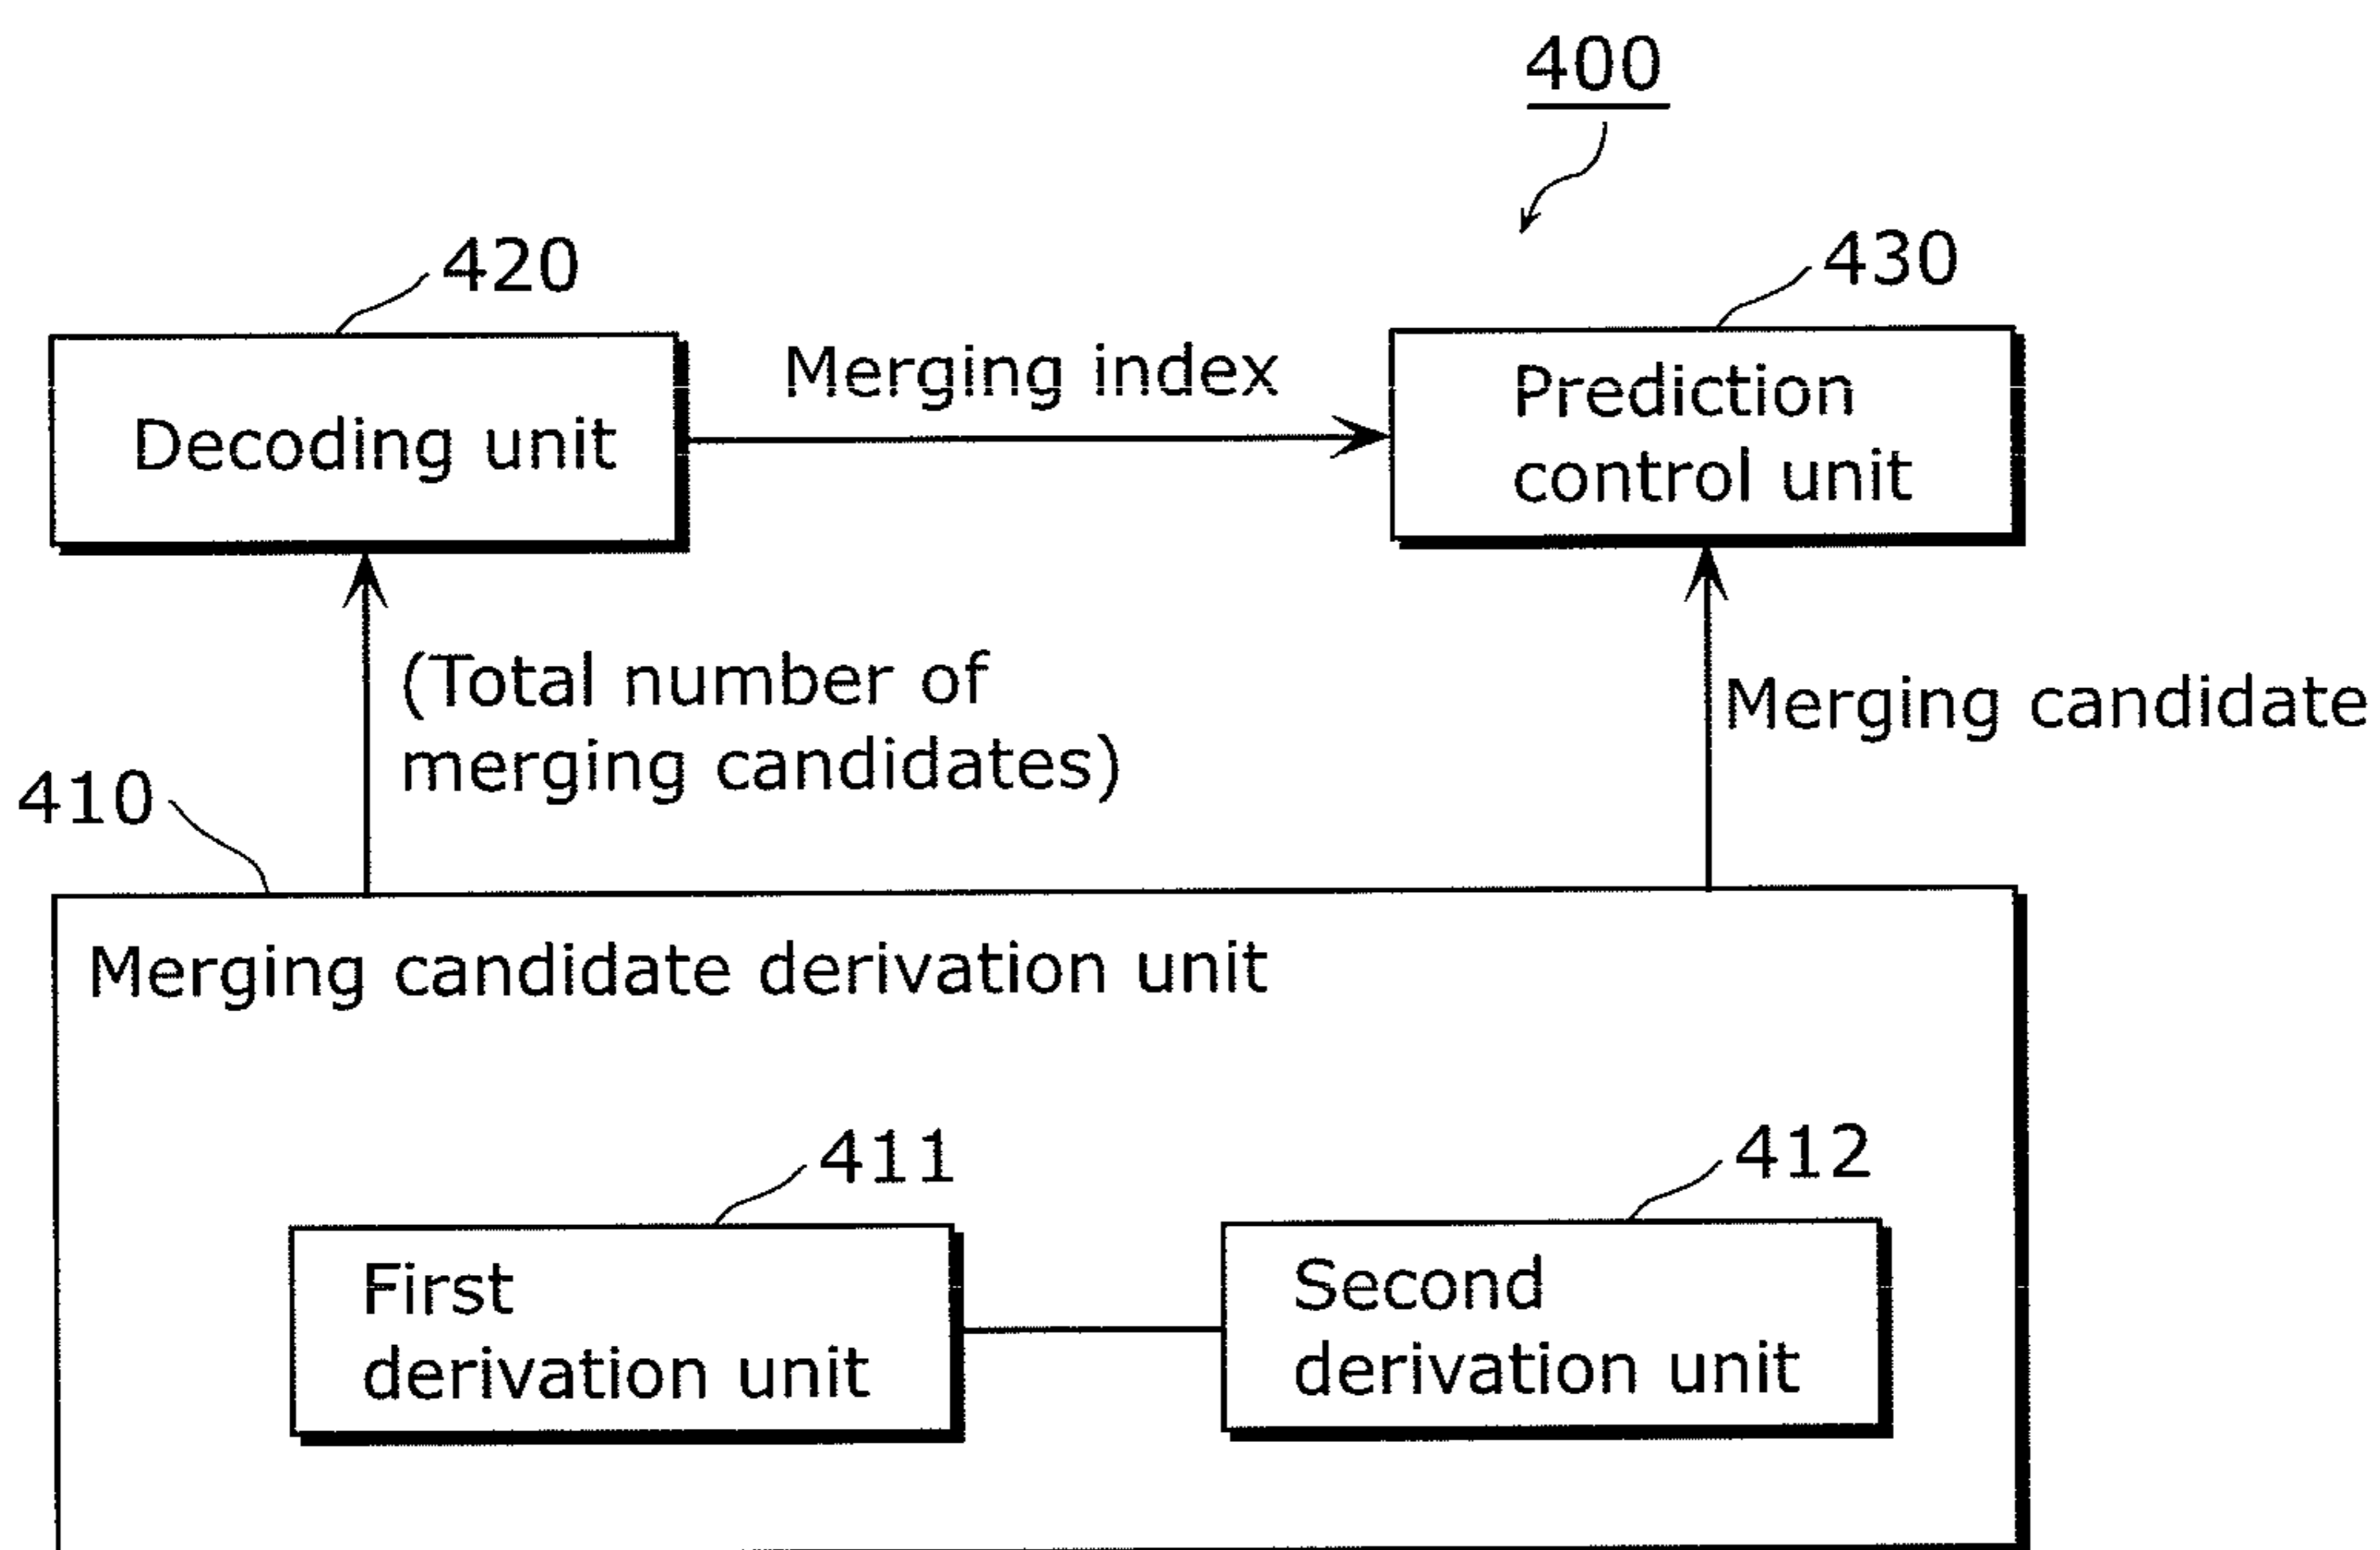 400
420
430
Merging index
Decoding unit
Prediction
control unit
(Total number of
merging candidates)
Merging candidate
410
Merging candidate derivation unit
411
412
First
derivation unit
Second
derivation unit